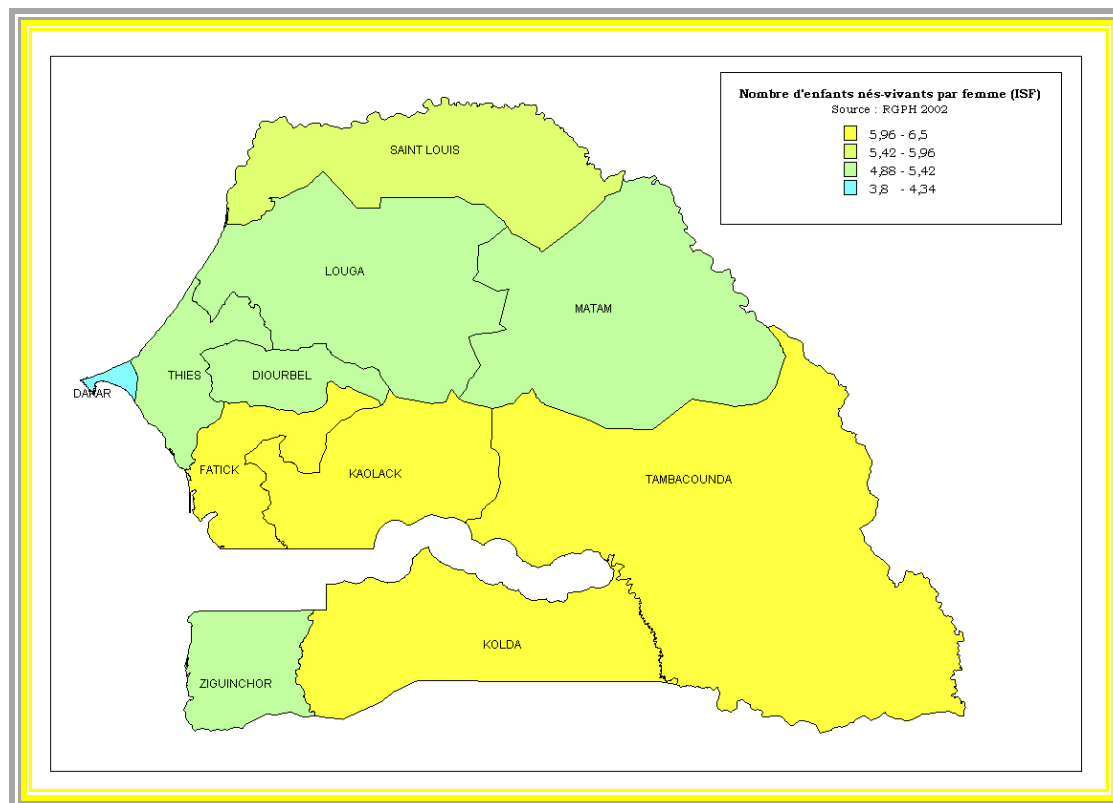 Nombre d'enfants nés-vivants par femme (ISF)
Source : RGPH 2002
5,96 - 6,5
5,42 - 5,96
4,88 - 5,42
3,8 - 4,34
SAINT LOUIS
LOUGA
MATAM
THIES
DIOURBEL
DAKAR
FATICK
KAOLACK
TAMBACOUNDA
KOLDA
ZIGUINCHOR